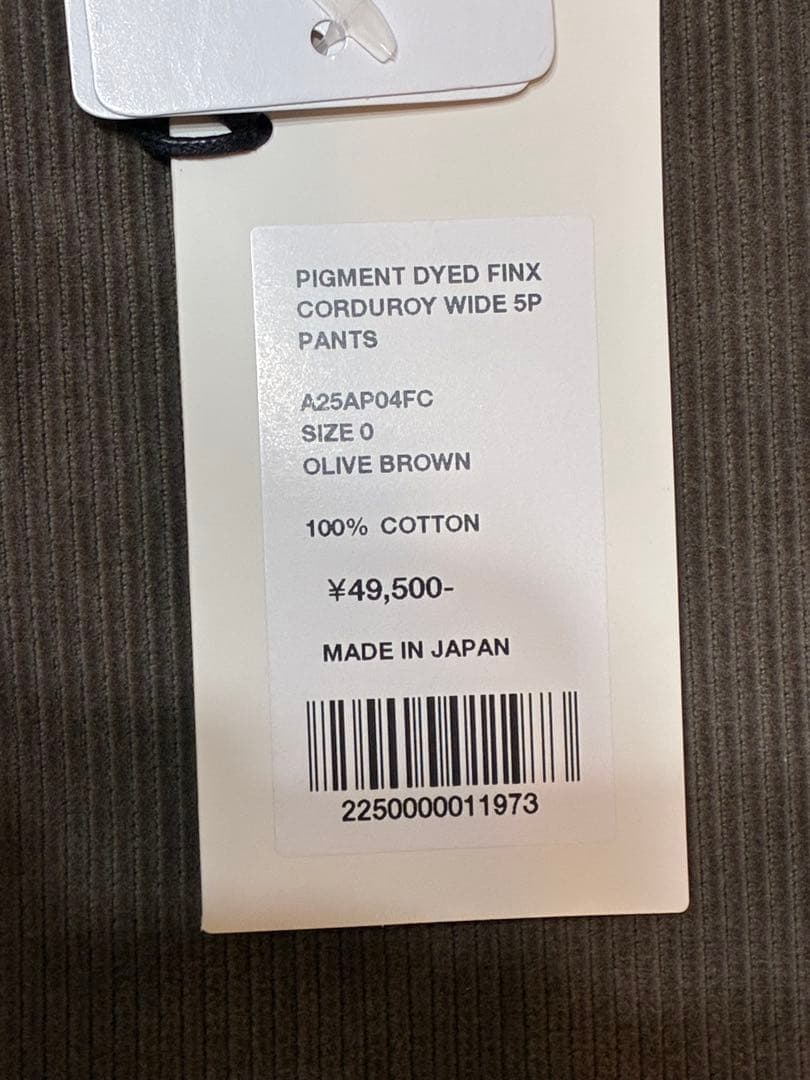 PIGMENT DYED FINX
CORDUROY WIDE 5P
PANTS
A25AP04FC
SIZE 0
OLIVE BROWN
100% COTTON
¥49,500-
MADE IN JAPAN
2250000011973